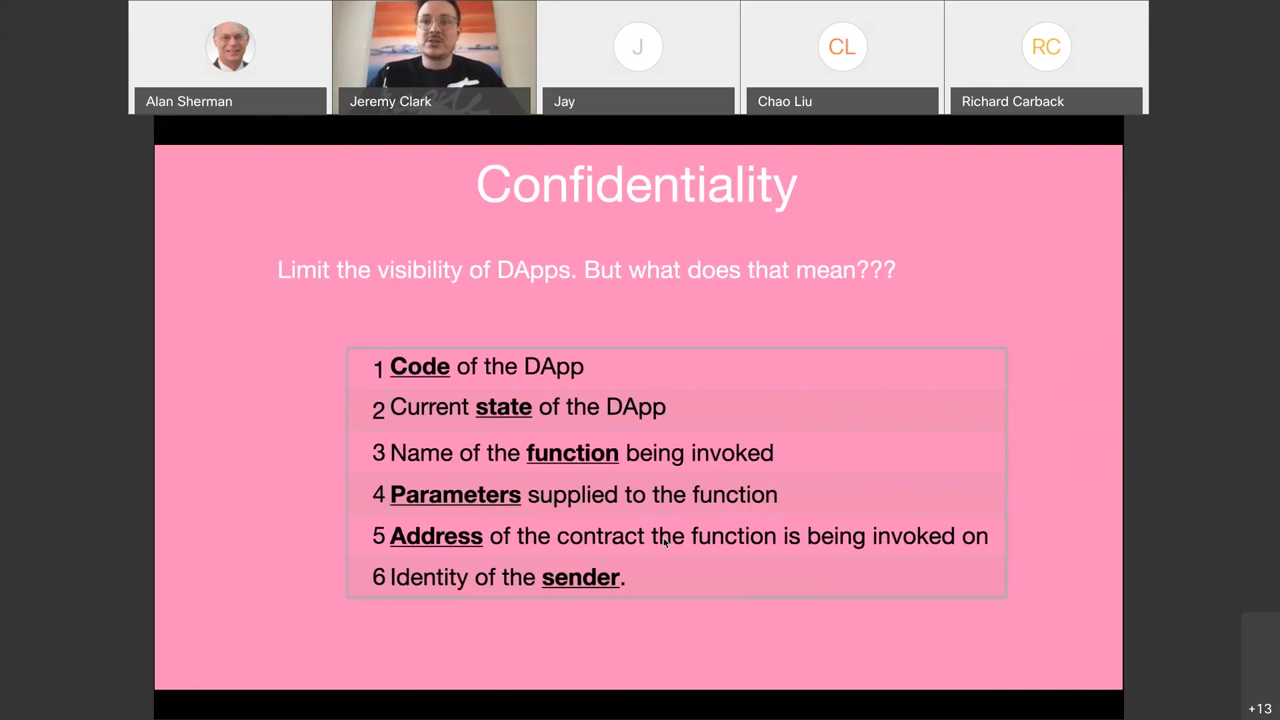 J
CL
RC
Alan Sherman
Jeremy Clark
Jay
Chao Liu
Richard Carback
Confidentiality
Limit the visibility of DApps. But what does that mean???
1 Code of the DApp
2 Current state of the DApp
3 Name of the function being invoked
4 Parameters supplied to the function
5 Address of the contract the function is being invoked on
6 Identity of the sender.
+13